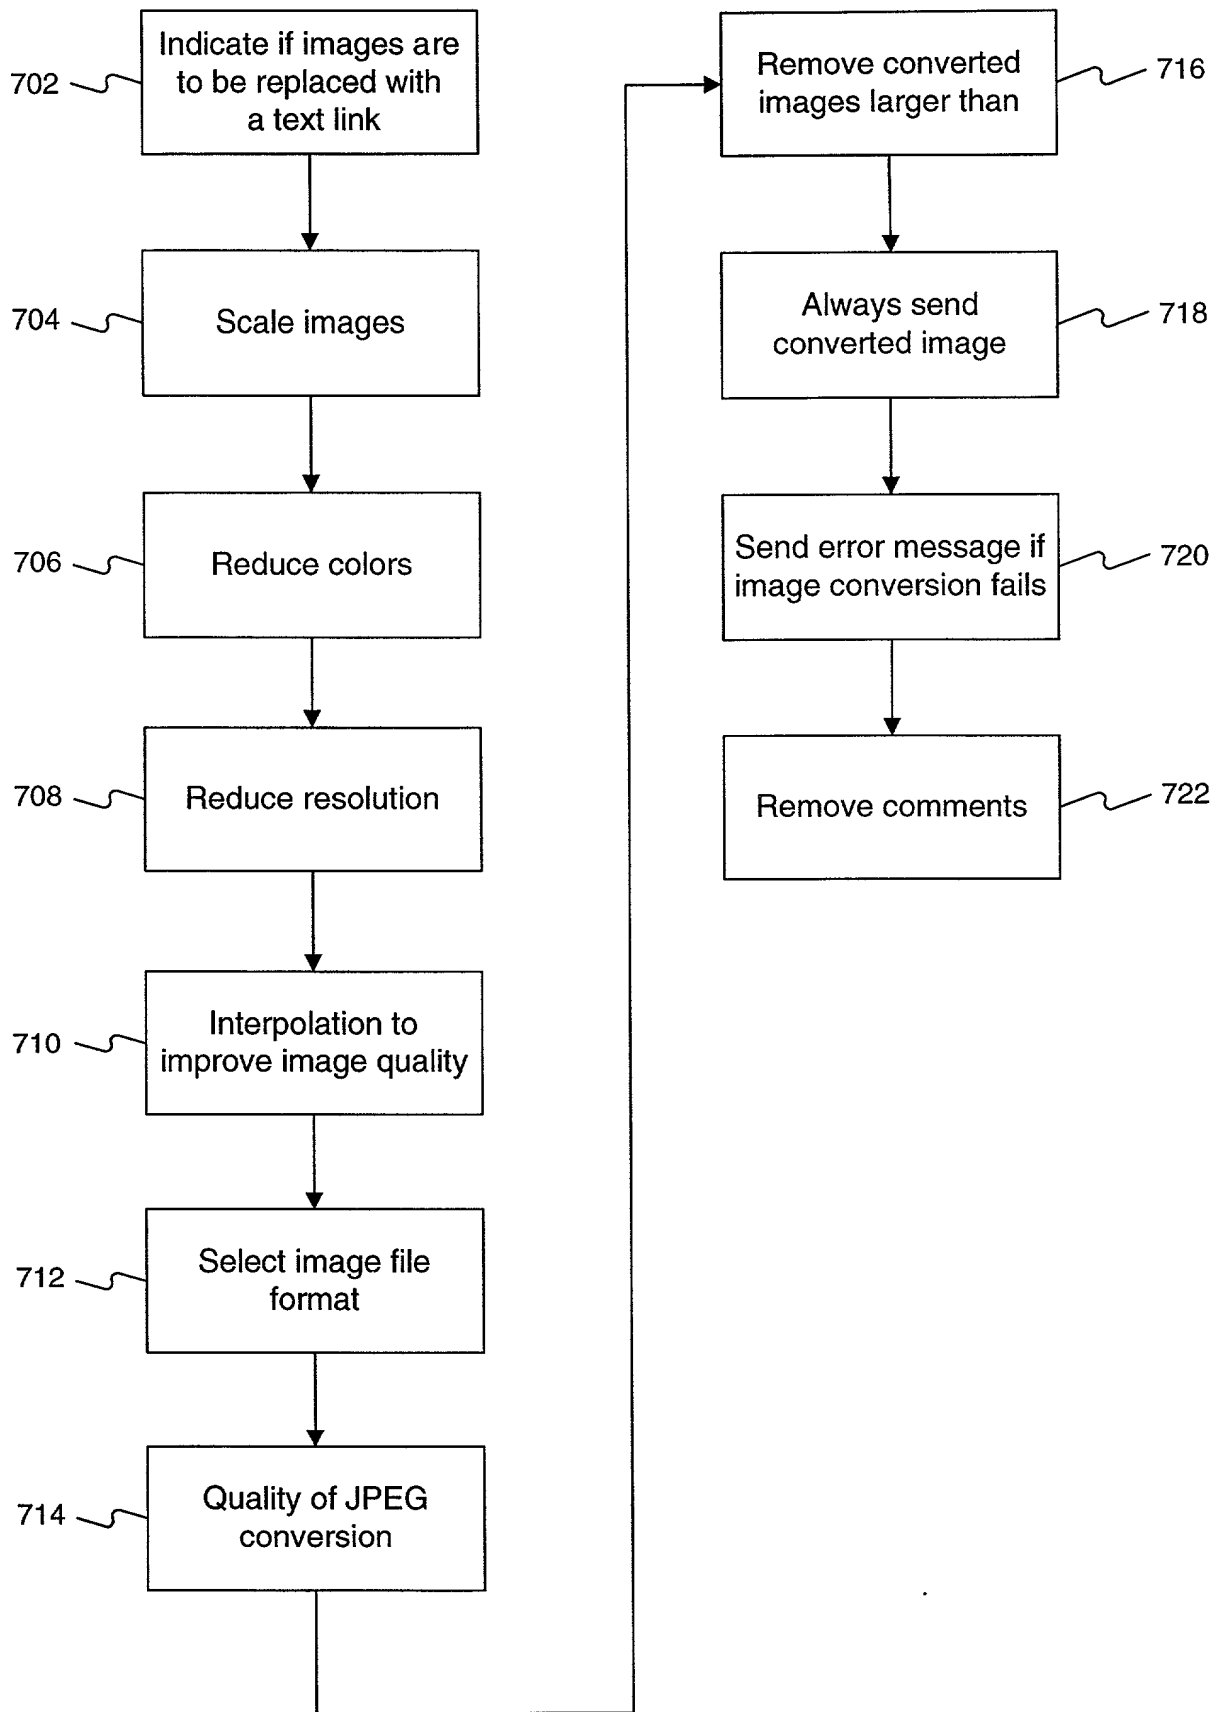 702
Indicate if images are
to be replaced with
a text link
704
Scale images
706
Reduce colors
708
Reduce resolution
710
Interpolation to
improve image quality
712
Select image file
format
714
Quality of JPEG
conversion
Remove converted
images larger than
716
Always send
converted image
718
Send error message if
image conversion fails
720
Remove comments
722